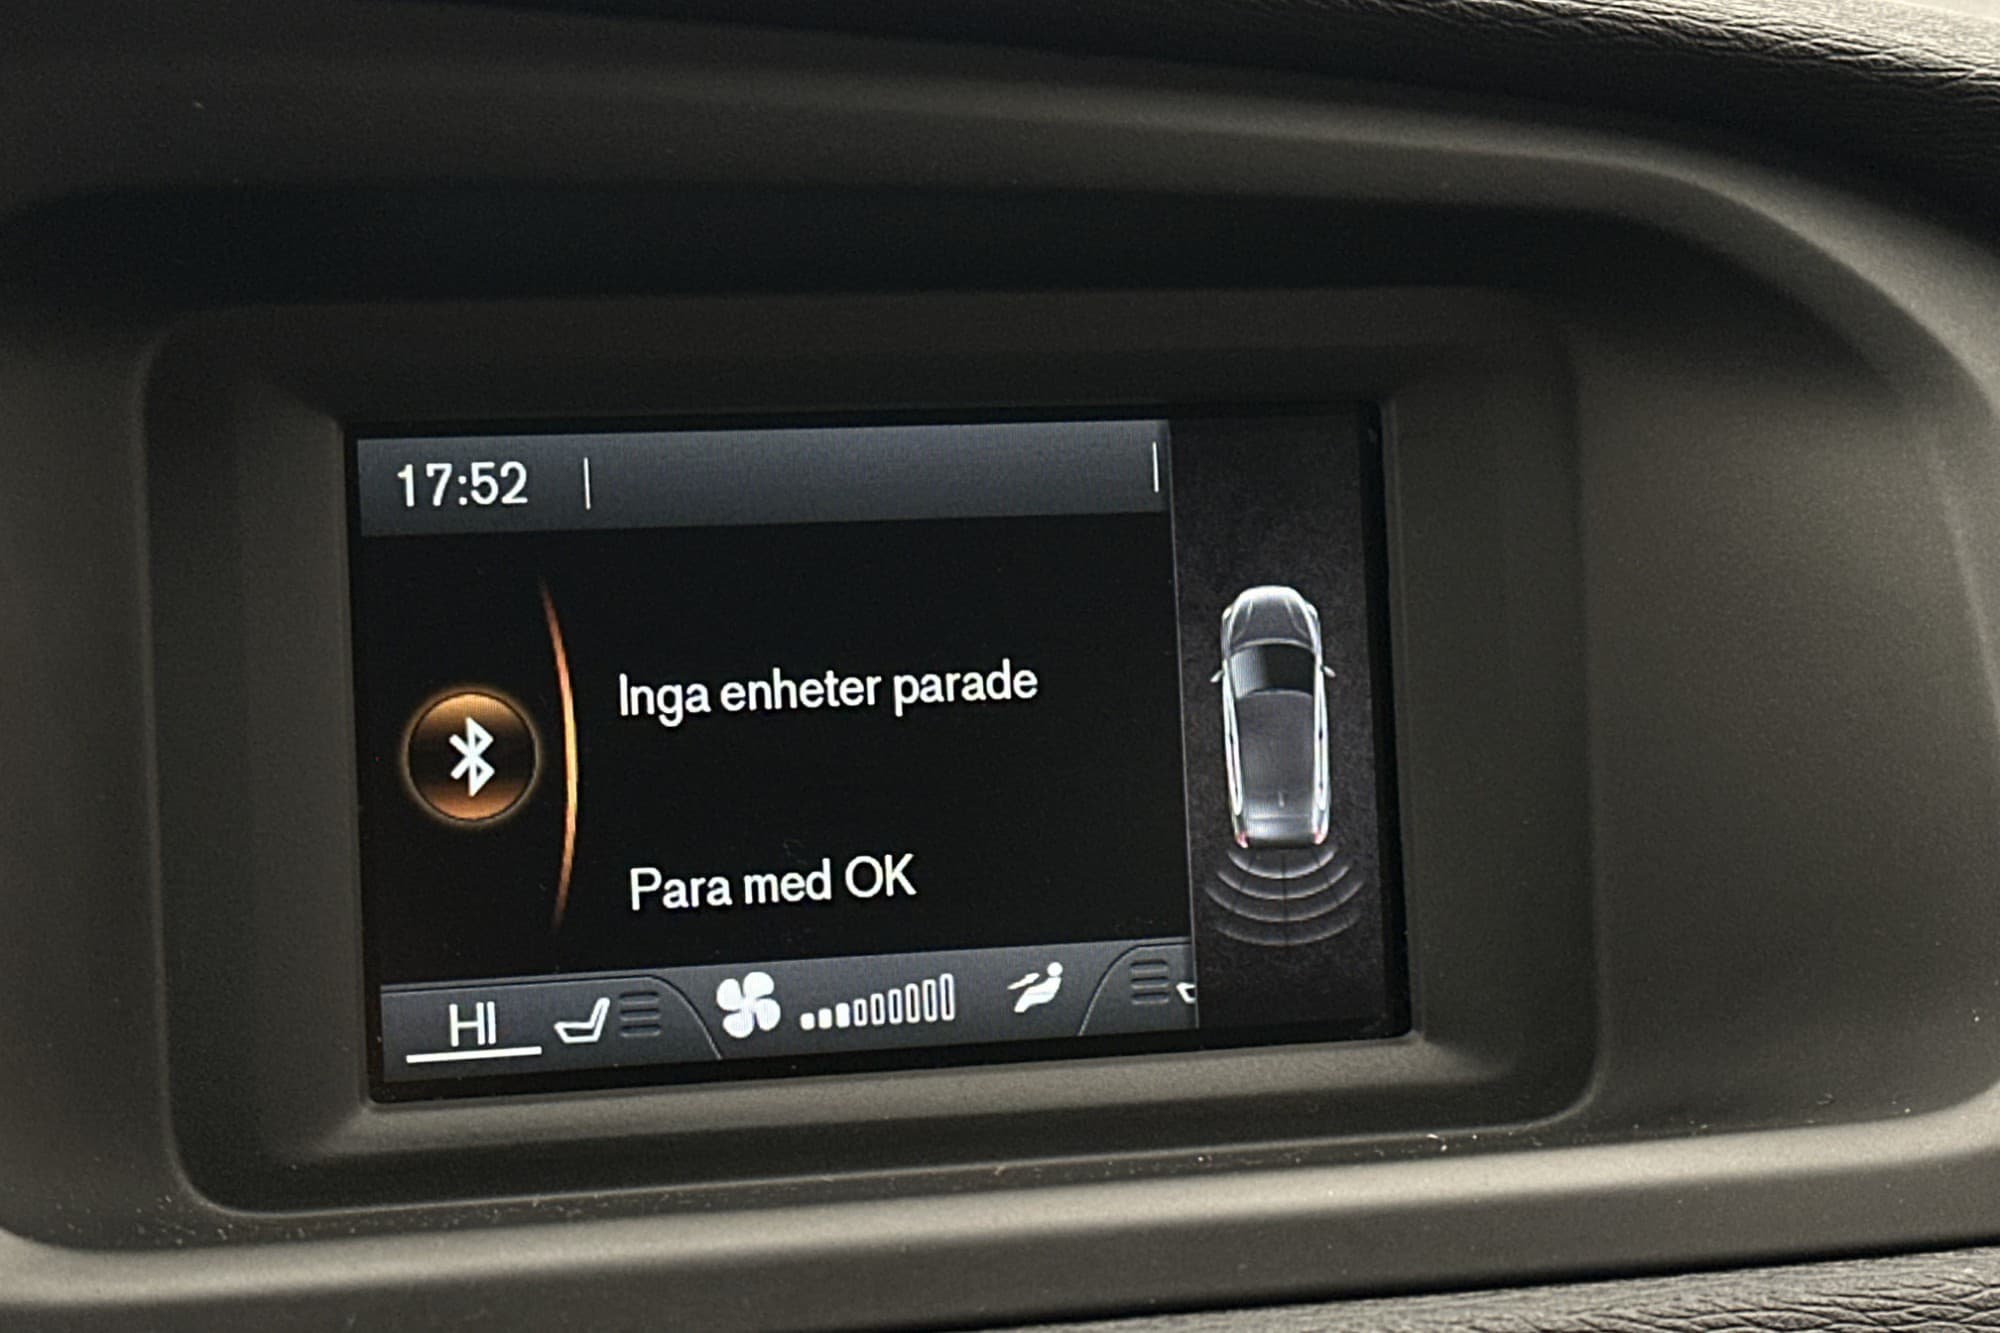 17:52
Inga enheter parade
Para med OK
HI